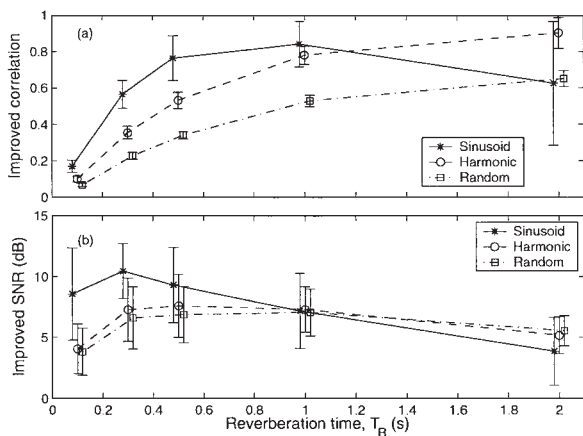 (a)
Improved correlation
1
0.8
0.6
0.4
0.2
0
Sinusoid
Harmonic
Random
(b)
Improved SNR (dB)
15
10
5
0
Sinusoid
Harmonic
Random
0 0.2 0.4 0.6 0.8 1 1.2 1.4 1.6 1.8 2
Reverberation time, T_R (s)